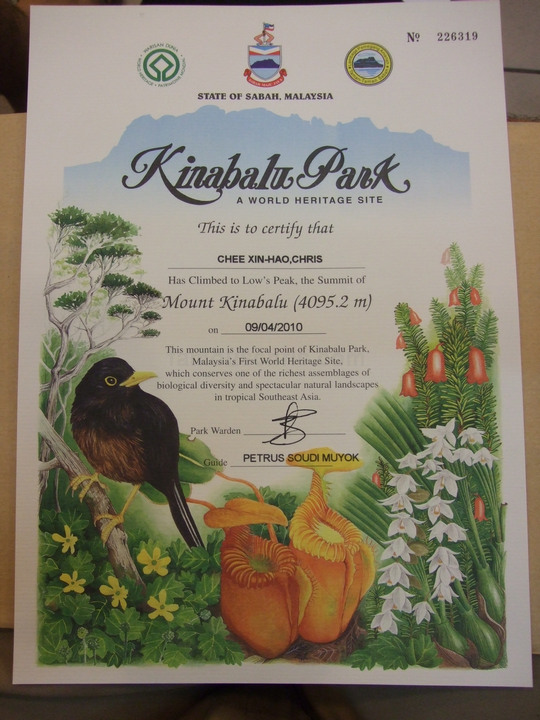 Nº 226319
STATE OF SABAH, MALAYSIA
Kinabalu Park
A WORLD HERITAGE SITE
This is to certify that
CHEE XIN-HAO,CHRIS
Has Climbed to Low's Peak, the Summit of
Mount Kinabalu (4095.2 m)
on 09/04/2010
This mountain is the focal point of Kinabalu Park,
Malaysia's First World Heritage Site,
which conserves one of the richest assemblages of
biological diversity and spectacular natural landscapes
in tropical Southeast Asia.
Park Warden
Guide PETRUS SOUDI MUYOK